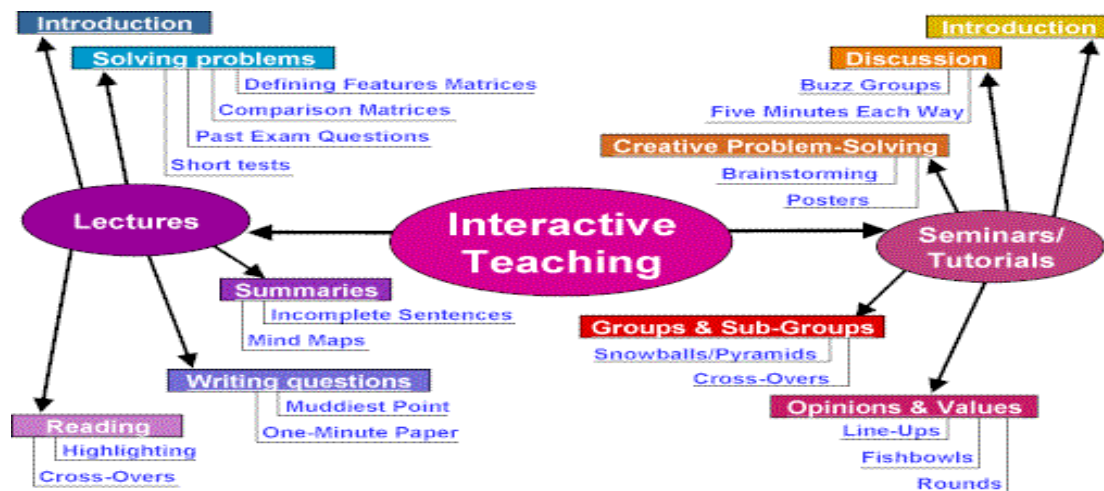 Introduction
Solving problems
Defining Features Matrices
Comparison Matrices
Past Exam Questions
Short tests
Lectures
Summaries
Incomplete Sentences
Mind Maps
Writing questions
Muddiest Point
One-Minute Paper
Reading
Highlighting
Cross-Overs
Interactive
Teaching
Introduction
Discussion
Buzz Groups
Five Minutes Each Way
Creative Problem-Solving
Brainstorming
Posters
Seminars/
Tutorials
Groups & Sub-Groups
Snowballs/Pyramids
Cross-Overs
Opinions & Values
Line-Ups
Fishbowls
Rounds